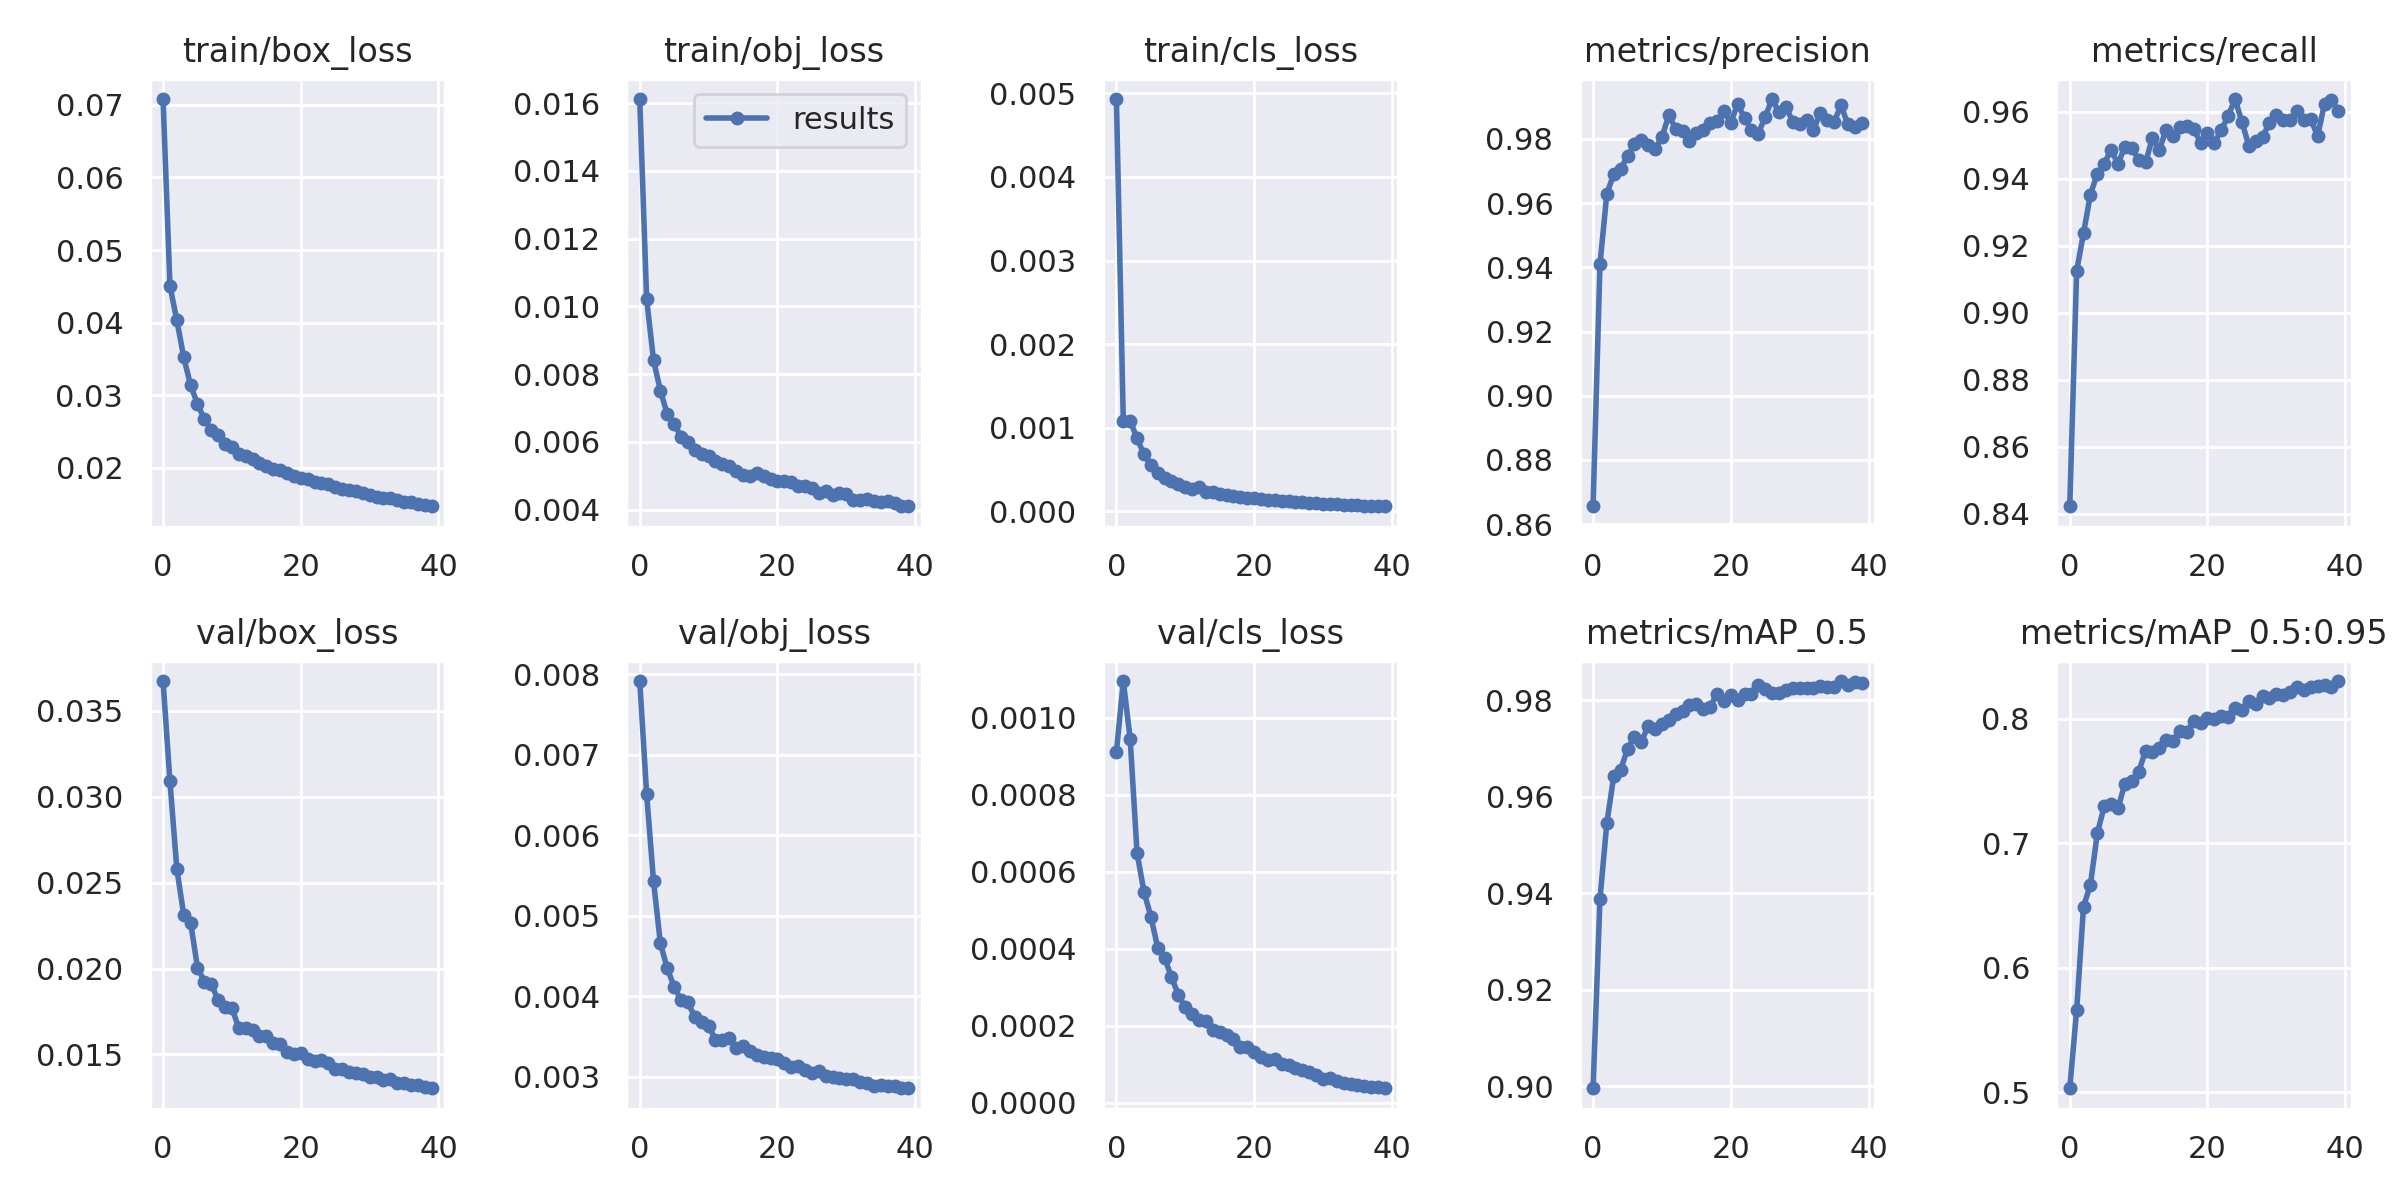 train/box_loss
0.07
0.06
0.05
0.04
0.03
0.02
0 20 40
train/obj_loss
results
0.016
0.014
0.012
0.010
0.008
0.006
0.004
0 20 40
train/cls_loss
0.005
0.004
0.003
0.002
0.001
0.000
0 20 40
metrics/precision
0.98
0.96
0.94
0.92
0.90
0.88
0.86
0 20 40
metrics/recall
0.96
0.94
0.92
0.90
0.88
0.86
0.84
0 20 40
val/box_loss
0.035
0.030
0.025
0.020
0.015
0 20 40
val/obj_loss
0.008
0.007
0.006
0.005
0.004
0.003
0 20 40
val/cls_loss
0.0010
0.0008
0.0006
0.0004
0.0002
0.0000
0 20 40
metrics/mAP_0.5
0.98
0.96
0.94
0.92
0.90
0 20 40
metrics/mAP_0.5:0.95
0.8
0.7
0.6
0.5
0 20 40